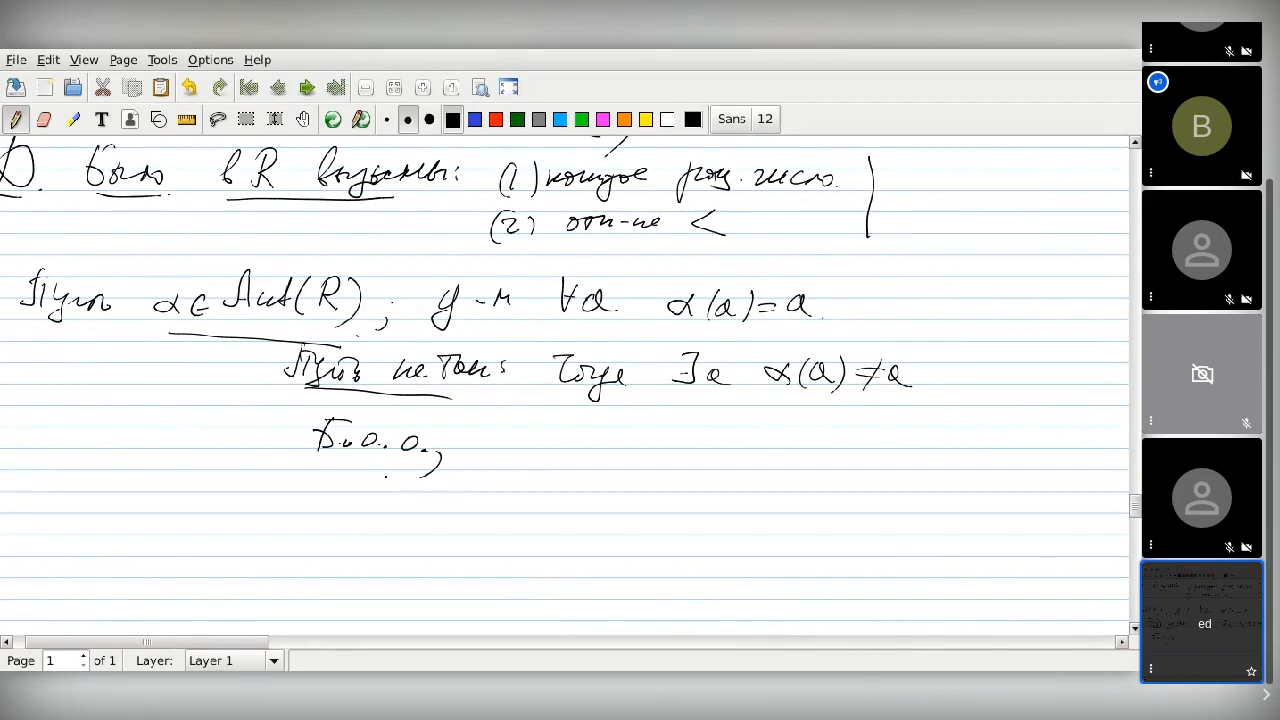 File Edit View Page Tools Options Help
Sans 12
D. было в R выразимы: (1) каждое рац. число.
(2) отн-ие <
B
Пусть α ∈ Aut(R), д-м ∀a. α(a)=a.
Пусть не так: тогда ∃a α(a)≠a
Б.о.о.,
ed
Page 1 of 1 Layer: Layer 1